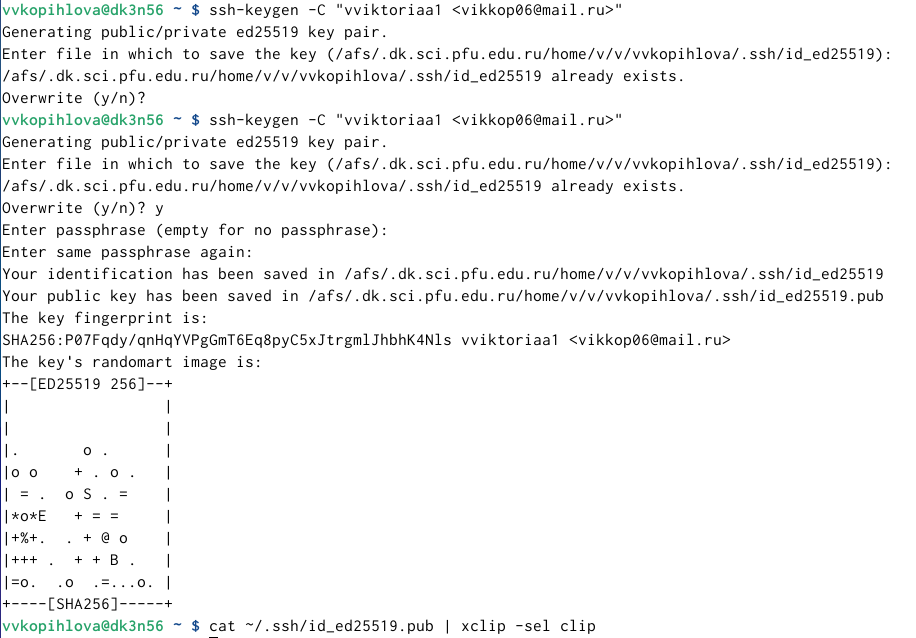 vvkopihlova@dk3n56 ~ $ ssh-keygen -C "vviktoriaa1 <vikkop06@mail.ru>"
Generating public/private ed25519 key pair.
Enter file in which to save the key (/afs/.dk.sci.pfu.edu.ru/home/v/v/vvkopihlova/.ssh/id_ed25519):
/afs/.dk.sci.pfu.edu.ru/home/v/v/vvkopihlova/.ssh/id_ed25519 already exists.
Overwrite (y/n)?
vvkopihlova@dk3n56 ~ $ ssh-keygen -C "vviktoriaa1 <vikkop06@mail.ru>"
Generating public/private ed25519 key pair.
Enter file in which to save the key (/afs/.dk.sci.pfu.edu.ru/home/v/v/vvkopihlova/.ssh/id_ed25519):
/afs/.dk.sci.pfu.edu.ru/home/v/v/vvkopihlova/.ssh/id_ed25519 already exists.
Overwrite (y/n)? y
Enter passphrase (empty for no passphrase):
Enter same passphrase again:
Your identification has been saved in /afs/.dk.sci.pfu.edu.ru/home/v/v/vvkopihlova/.ssh/id_ed25519
Your public key has been saved in /afs/.dk.sci.pfu.edu.ru/home/v/v/vvkopihlova/.ssh/id_ed25519.pub
The key fingerprint is:
SHA256:P07Fqdy/qnHqYVPgGmT6Eq8pyC5xJtrgmlJhbhK4Nls vviktoriaa1 <vikkop06@mail.ru>
The key's randomart image is:
+--[ED25519 256]--+
|                 |
|                 |
|.       o .      |
|o o    + . o .   |
| = .  o S . =    |
|*o*E   + = =     |
|+%+.  . + @ o    |
|+++ .  + + B .   |
|=o.  .o  .=...o. |
+----[SHA256]-----+
vvkopihlova@dk3n56 ~ $ cat ~/.ssh/id_ed25519.pub | xclip -sel clip